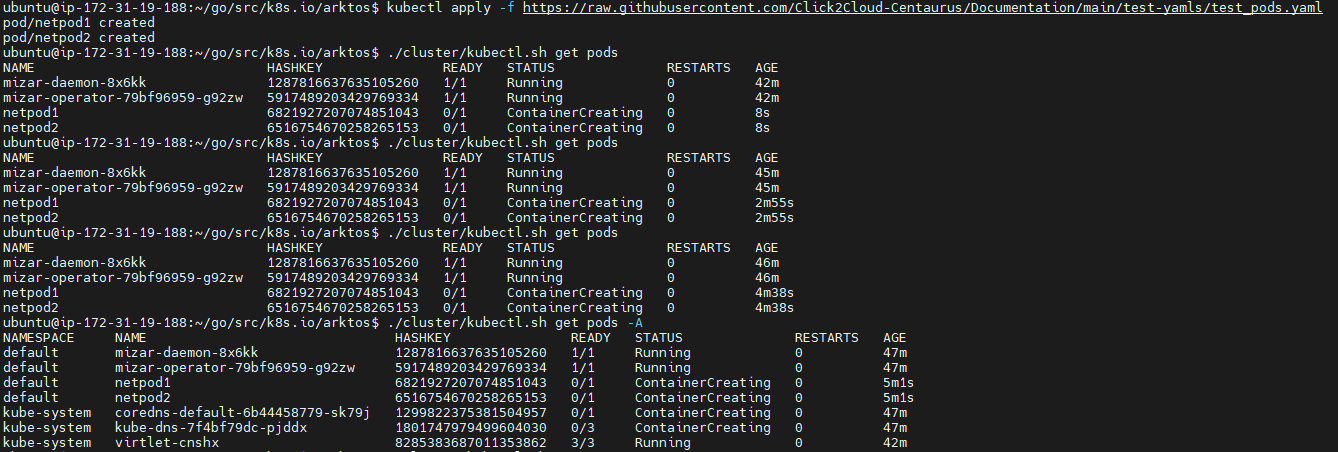 ubuntu@ip-172-31-19-188:~/go/src/k8s.io/arktos$ kubectl apply -f https://raw.githubusercontent.com/Click2Cloud-Centaurus/Documentation/main/test-yamls/test_pods.yaml
pod/netpod1 created
pod/netpod2 created
ubuntu@ip-172-31-19-188:~/go/src/k8s.io/arktos$ ./cluster/kubectl.sh get pods
NAME HASHKEY READY STATUS RESTARTS AGE
mizar-daemon-8x6kk 1287816637635105260 1/1 Running 0 42m
mizar-operator-79bf96959-g92zw 5917489203429769334 1/1 Running 0 42m
netpod1 6821927207074851043 0/1 ContainerCreating 0 8s
netpod2 6516754670258265153 0/1 ContainerCreating 0 8s
ubuntu@ip-172-31-19-188:~/go/src/k8s.io/arktos$ ./cluster/kubectl.sh get pods
NAME HASHKEY READY STATUS RESTARTS AGE
mizar-daemon-8x6kk 1287816637635105260 1/1 Running 0 45m
mizar-operator-79bf96959-g92zw 5917489203429769334 1/1 Running 0 45m
netpod1 6821927207074851043 0/1 ContainerCreating 0 2m55s
netpod2 6516754670258265153 0/1 ContainerCreating 0 2m55s
ubuntu@ip-172-31-19-188:~/go/src/k8s.io/arktos$ ./cluster/kubectl.sh get pods
NAME HASHKEY READY STATUS RESTARTS AGE
mizar-daemon-8x6kk 1287816637635105260 1/1 Running 0 46m
mizar-operator-79bf96959-g92zw 5917489203429769334 1/1 Running 0 46m
netpod1 6821927207074851043 0/1 ContainerCreating 0 4m38s
netpod2 6516754670258265153 0/1 ContainerCreating 0 4m38s
ubuntu@ip-172-31-19-188:~/go/src/k8s.io/arktos$ ./cluster/kubectl.sh get pods -A
NAMESPACE NAME HASHKEY READY STATUS RESTARTS AGE
default mizar-daemon-8x6kk 1287816637635105260 1/1 Running 0 47m
default mizar-operator-79bf96959-g92zw 5917489203429769334 1/1 Running 0 47m
default netpod1 6821927207074851043 0/1 ContainerCreating 0 5m1s
default netpod2 6516754670258265153 0/1 ContainerCreating 0 5m1s
kube-system coredns-default-6b44458779-sk79j 1299822375381504957 0/1 ContainerCreating 0 47m
kube-system kube-dns-7f4bf79dc-pjddx 1801747979499604030 0/3 ContainerCreating 0 47m
kube-system virtlet-cnshx 8285383687011353862 3/3 Running 0 42m